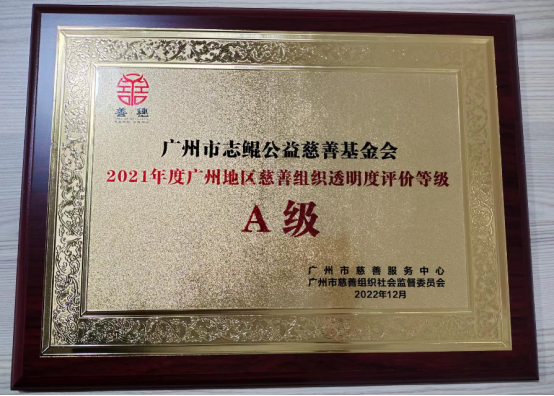 善建
广州市志鲲公益慈善基金会
2021年度广州地区慈善组织透明度评价等级
A 级
广州市慈善服务中心
广州市慈善组织社会监督委员会
2022年12月